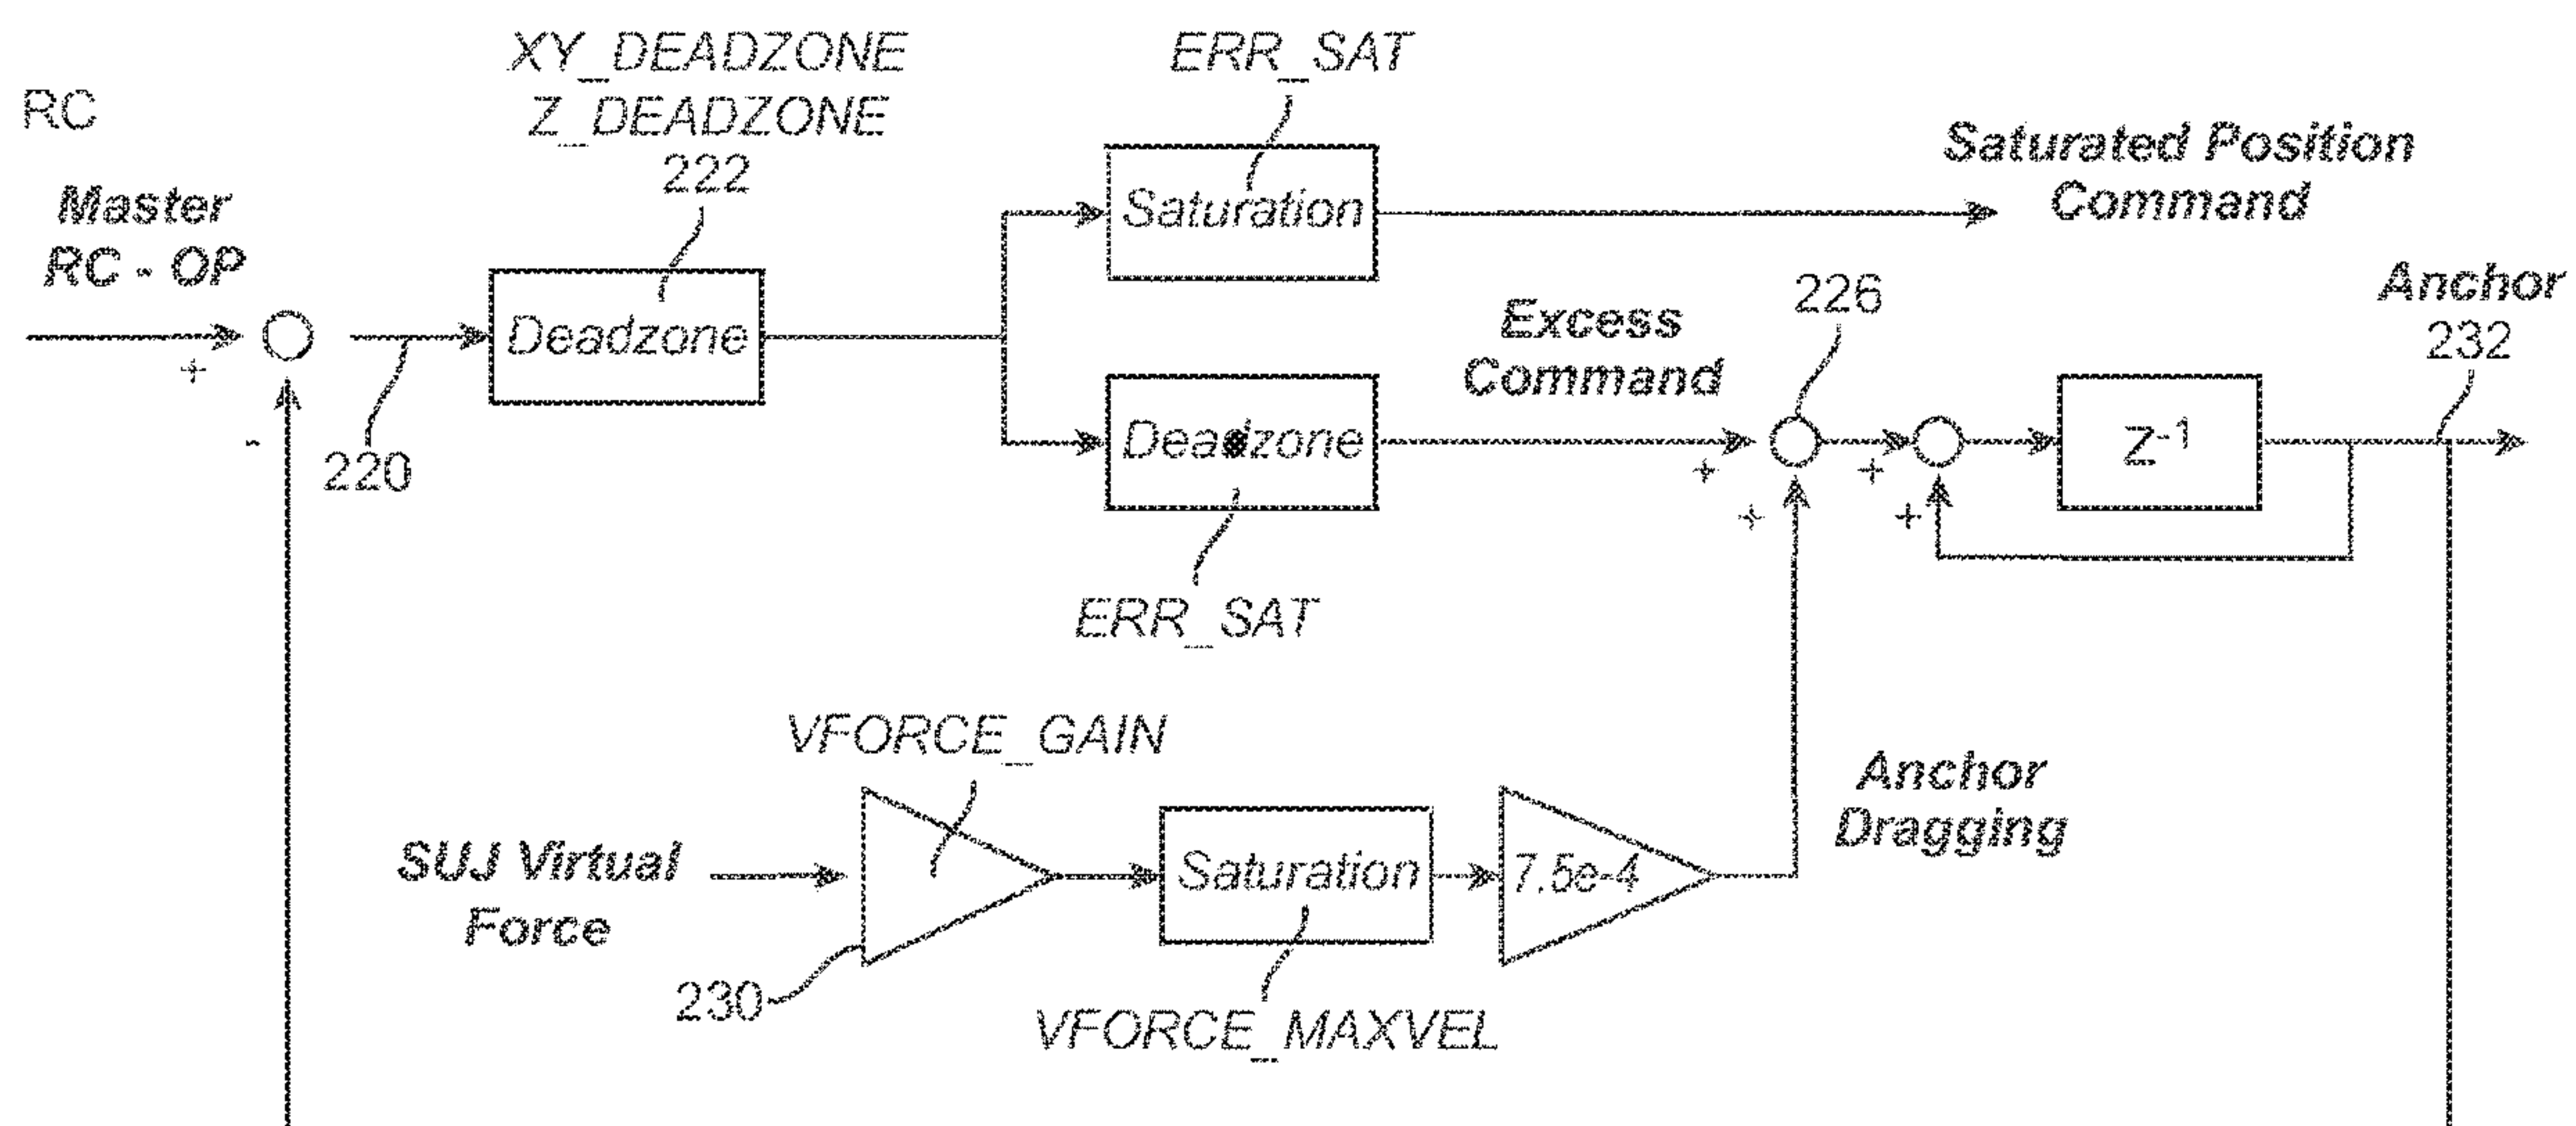 XY_DEADZONE
Z_DEADZONE
222
ERR_SAT
RC
Master
RC - OP
+
-
220
Deadzone
Saturation
Saturated Position
Command
Deadzone
ERR_SAT
Excess
Command
226
+
+
+
+
Z-1
Anchor
232
VFORCE_GAIN
SUJ Virtual
Force
230
Saturation
VFORCE_MAXVEL
7.5e-4
Anchor
Dragging